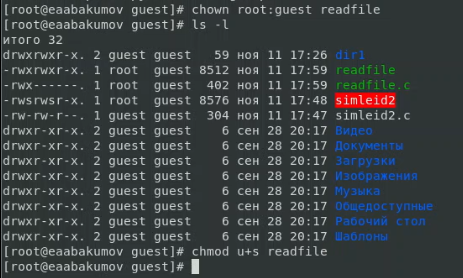 [root@eaabakumov guest]# chown root:guest readfile
[root@eaabakumov guest]# ls -l
итого 32
drwxrwxr-x. 2 guest guest   59 ноя 11 17:26 dir1
-rwxrwxr-x. 1 root  guest 8512 ноя 11 17:59 readfile
-rwx------. 1 root  guest  402 ноя 11 17:59 readfile.c
-rwsrwsr-x. 1 root  guest 8576 ноя 11 17:48 simleid2
-rw-rw-r--. 1 guest guest  304 ноя 11 17:47 simleid2.c
drwxr-xr-x. 2 guest guest    6 сен 28 20:17 Видео
drwxr-xr-x. 2 guest guest    6 сен 28 20:17 Документы
drwxr-xr-x. 2 guest guest    6 сен 28 20:17 Загрузки
drwxr-xr-x. 2 guest guest    6 сен 28 20:17 Изображения
drwxr-xr-x. 2 guest guest    6 сен 28 20:17 Музыка
drwxr-xr-x. 2 guest guest    6 сен 28 20:17 Общедоступные
drwxr-xr-x. 2 guest guest    6 сен 28 20:17 Рабочий стол
drwxr-xr-x. 2 guest guest    6 сен 28 20:17 Шаблоны
[root@eaabakumov guest]# chmod u+s readfile
[root@eaabakumov guest]#